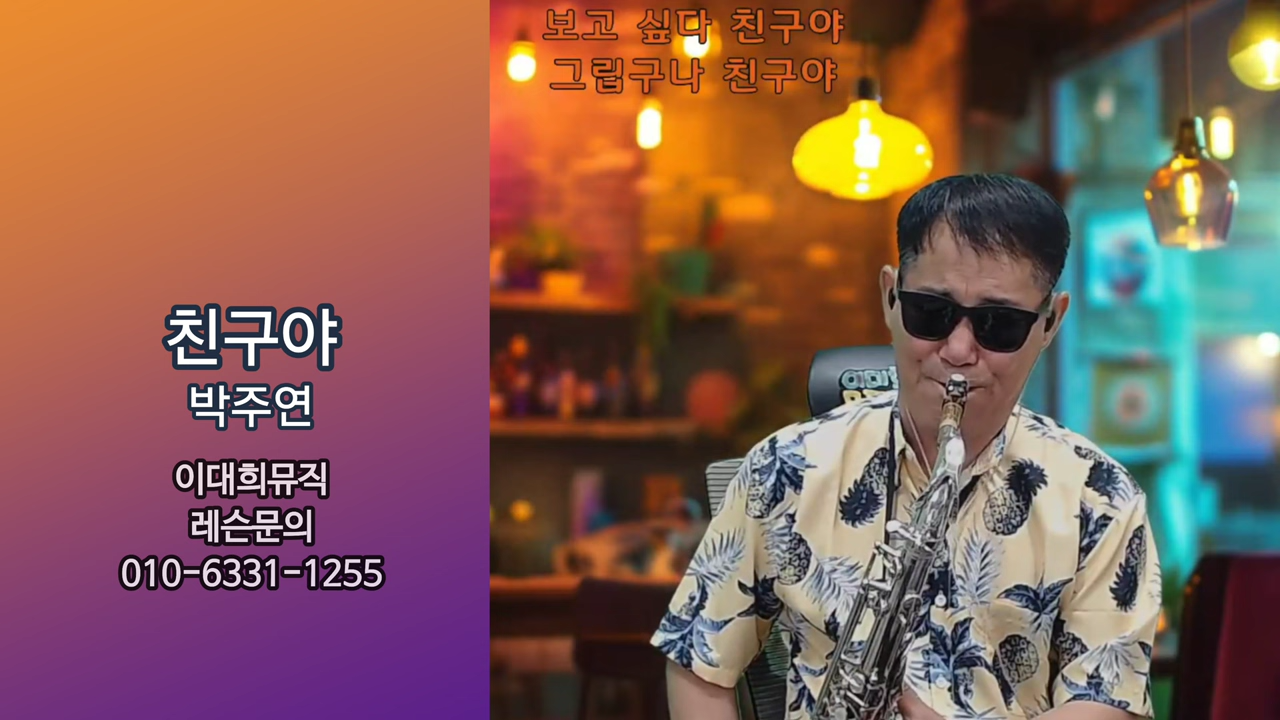 보고 싶다 친구야
그립구나 친구야
친구야
박주연
이대희뮤직
레슨문의
010-6331-1255